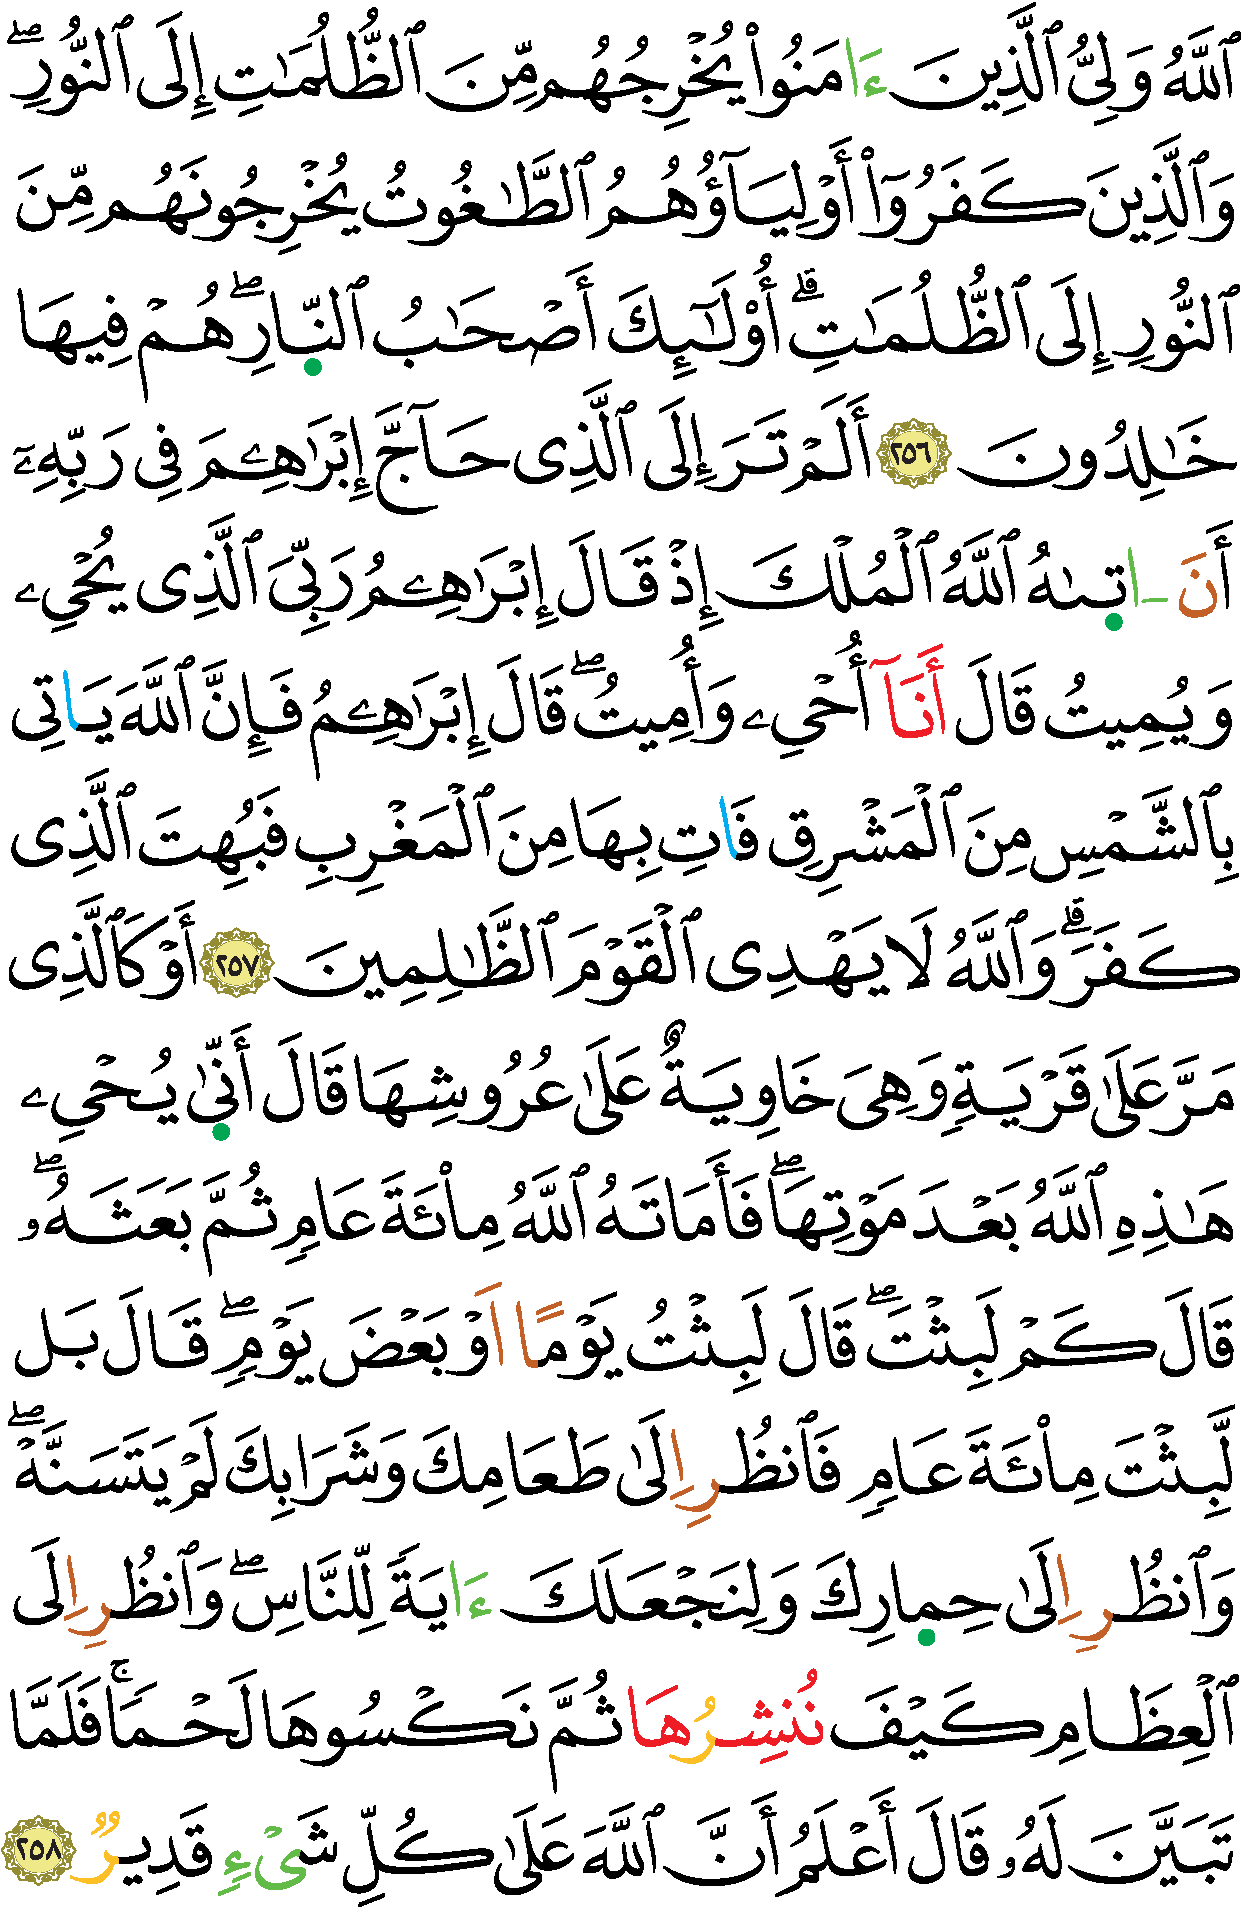 ٱللَّهُ وَلِيُّ ٱلَّذِينَ ءَامَنُواْ يُخْرِجُهُم مِّنَ ٱلظُّلُمَٰتِ إِلَى ٱلنُّورِۖ
وَٱلَّذِينَ كَفَرُوٓاْ أَوْلِيَآؤُهُمُ ٱلطَّٰغُوتُ يُخْرِجُونَهُم مِّنَ
ٱلنُّورِ إِلَى ٱلظُّلُمَٰتِۗ أُوْلَٰٓئِكَ أَصْحَٰبُ ٱلنّ۪ارِۖ هُمْ فِيهَا
خَٰلِدُونَ ٢٥٦ أَلَمْ تَرَ إِلَى ٱلَّذِى حَآجَّ إِبْرَٰهِـۧمَ فِى رَبِّهِۦٓ
أَنَ ـَاتىٰ۪هُ ٱللَّهُ ٱلْمُلْكَ إِذْ قَالَ إِبْرَٰهِـۧمُ رَبِّىَ ٱلَّذِى يُحْىِۦ
وَيُمِيتُ قَالَ أَنَآ أُحْىِۦ وَأُمِيتُۖ قَالَ إِبْرَٰهِـۧمُ فَإِنَّ ٱللَّهَ يَاتِى
بِٱلشَّمْسِ مِنَ ٱلْمَشْرِقِ فَاتِ بِهَا مِنَ ٱلْمَغْرِبِ فَبُهِتَ ٱلَّذِى
كَفَرَۗ وَٱللَّهُ لَا يَهْدِى ٱلْقَوْمَ ٱلظَّٰلِمِينَ ٢٥٧ أَوْ كَٱلَّذِى
مَرَّ عَلَىٰ قَرْيَةٍ وَهِىَ خَاوِيَةٌ عَلَىٰ عُرُوشِهَا قَالَ أَنّ۪ىٰ يُحْىِۦ
هَٰذِهِ ٱللَّهُ بَعْدَ مَوْتِهَاۖ فَأَمَاتَهُ ٱللَّهُ مِاْئَةَ عَامٍ ثُمَّ بَعَثَهُۥۖ
قَالَ كَمْ لَبِثْتَۖ قَالَ لَبِثْتُ يَوْمًا اَوْ بَعْضَ يَوْمٍۖ قَالَ بَل
لَّبِثْتَ مِاْئَةَ عَامٍ فَٱنظُرِ اِلَىٰ طَعَامِكَ وَشَرَابِكَ لَمْ يَتَسَنَّهْۖ
وَٱنظُرِ اِلَىٰ حِم۪ارِكَ وَلِنَجْعَلَكَ ءَايَةً لِّلنَّاسِۖ وَٱنظُرِ اِلَى
ٱلْعِظَامِ كَيْفَ نُنشِرُهَا ثُمَّ نَكْسُوهَا لَحْمًاۚ فَلَمَّا
تَبَيَّنَ لَهُۥ قَالَ أَعْلَمُ أَنَّ ٱللَّهَ عَلَىٰ كُلِّ شَىْءٍ قَدِيرٌ ٢٥٨